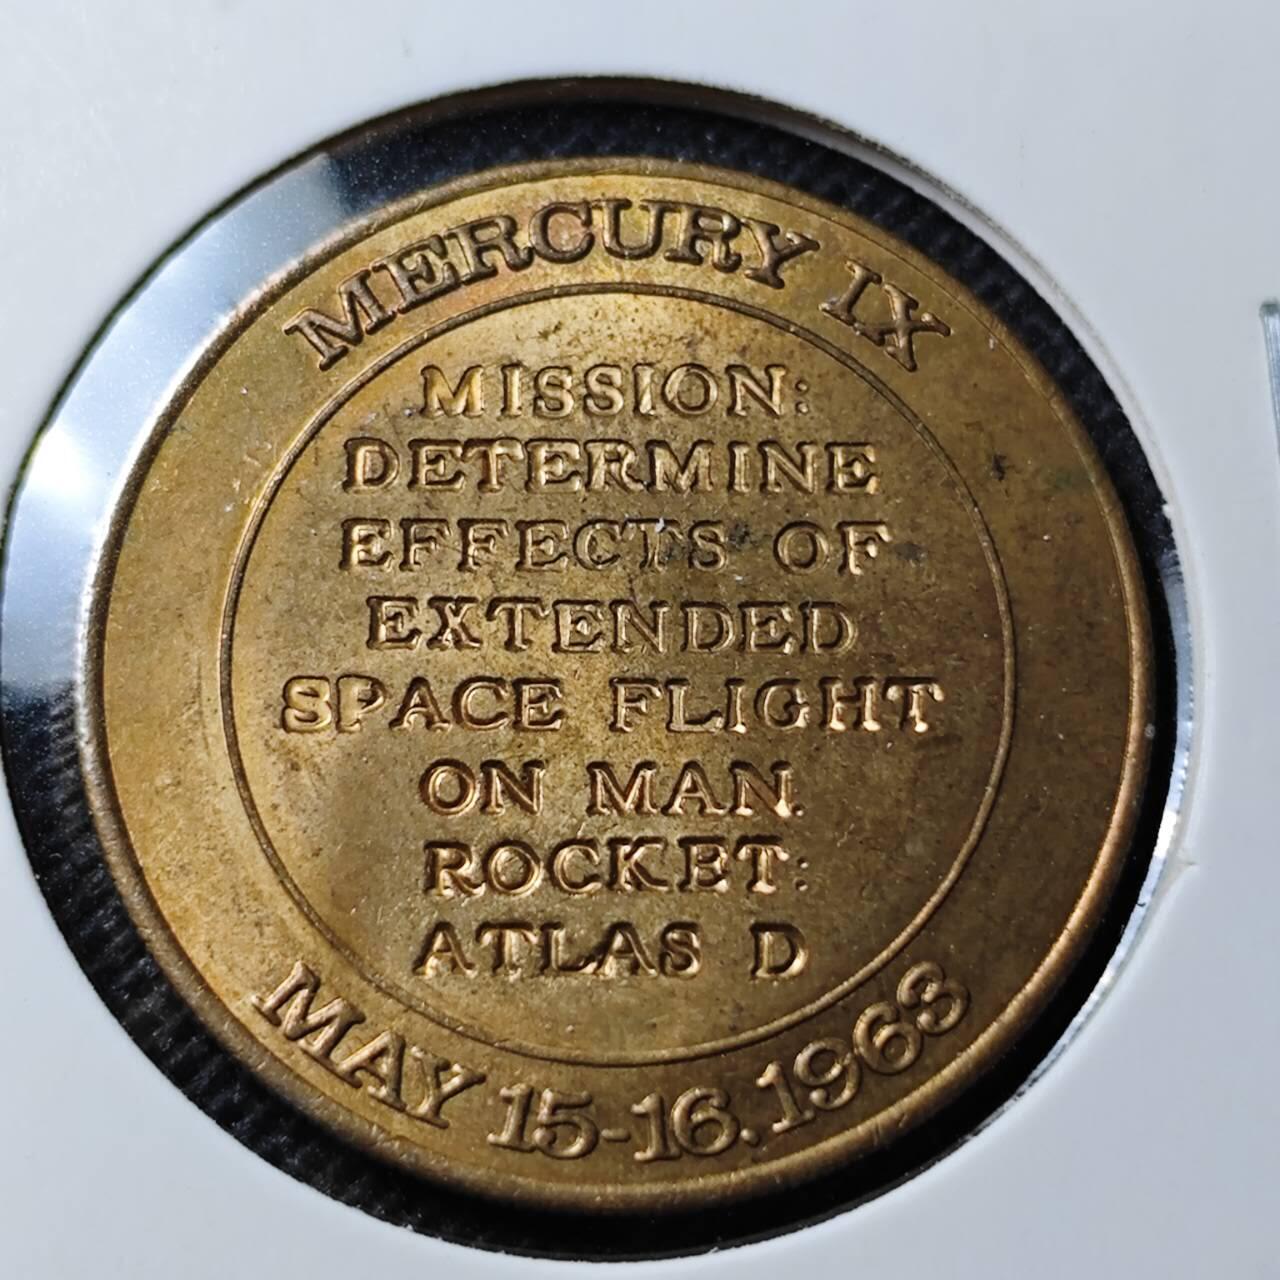 MERCURY IX
MISSION:
DETERMINE
EFFECTS OF
EXTENDED
SPACE FLIGHT
ON MAN.
ROCKET:
ATLAS D
MAY 15-16.1963